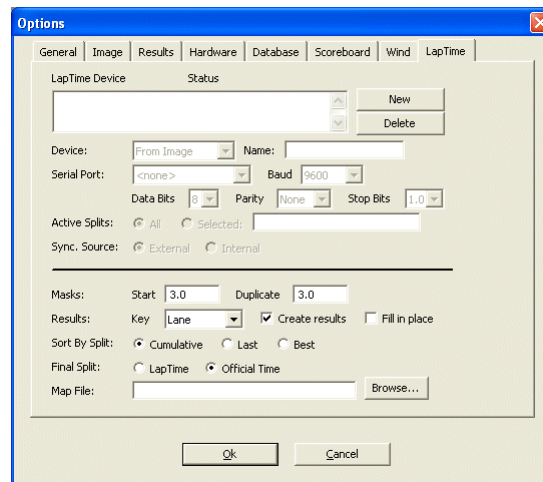 Options
General Image Results Hardware Database Scoreboard Wind LapTime
LapTime Device Status
New
Delete
Device: From Image Name:
Serial Port: <none> Baud 9600
Data Bits 8 Parity None Stop Bits 1.0
Active Splits: All Selected:
Sync. Source: External Internal
Masks: Start 3.0 Duplicate 3.0
Results: Key Lane Create results Fill in place
Sort By Split: Cumulative Last Best
Final Split: LapTime Official Time
Map File: Browse...
Ok Cancel